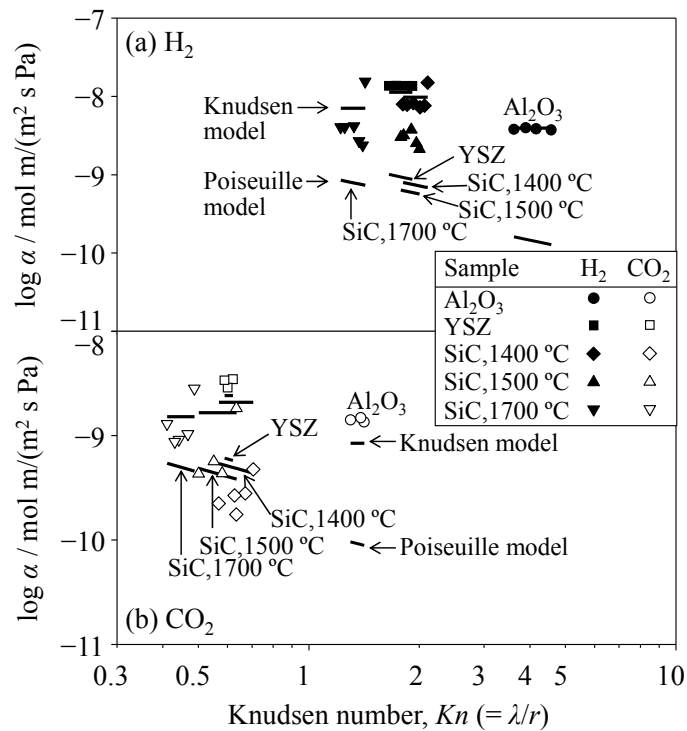 −7
(a) H2
−8
Knudsen
model
Al2O3
−9
YSZ
Poiseuille
model
SiC,1400 ºC
SiC,1500 ºC
SiC,1700 ºC
−10
−11
log α / mol m/(m2 s Pa)
Sample H2 CO2
Al2O3
YSZ
SiC,1400 ºC
SiC,1500 ºC
SiC,1700 ºC
−8
Al2O3
−9
YSZ
Knudsen model
SiC,1400 ºC
−10
SiC,1500 ºC
Poiseuille model
SiC,1700 ºC
(b) CO2
−11
log α / mol m/(m2 s Pa)
0.3 0.5 1 2 3 4 5 10
Knudsen number, Kn (= λ/r)